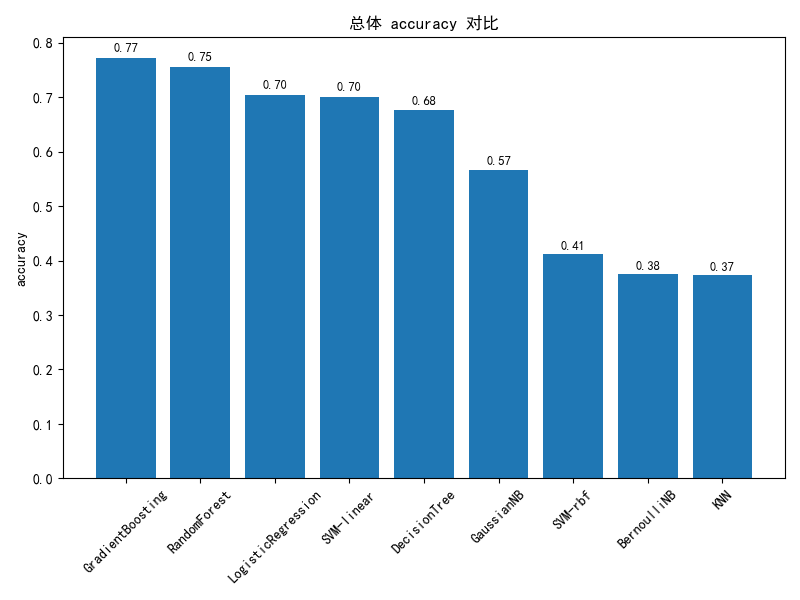 总体 accuracy 对比
accuracy
0.8
0.7
0.6
0.5
0.4
0.3
0.2
0.1
0.0
0.77
0.75
0.70
0.70
0.68
0.57
0.41
0.38
0.37
GradientBoosting
RandomForest
LogisticRegression
SVM-linear
DecisionTree
GaussianNB
SVM-rbf
BernoulliNB
KNN